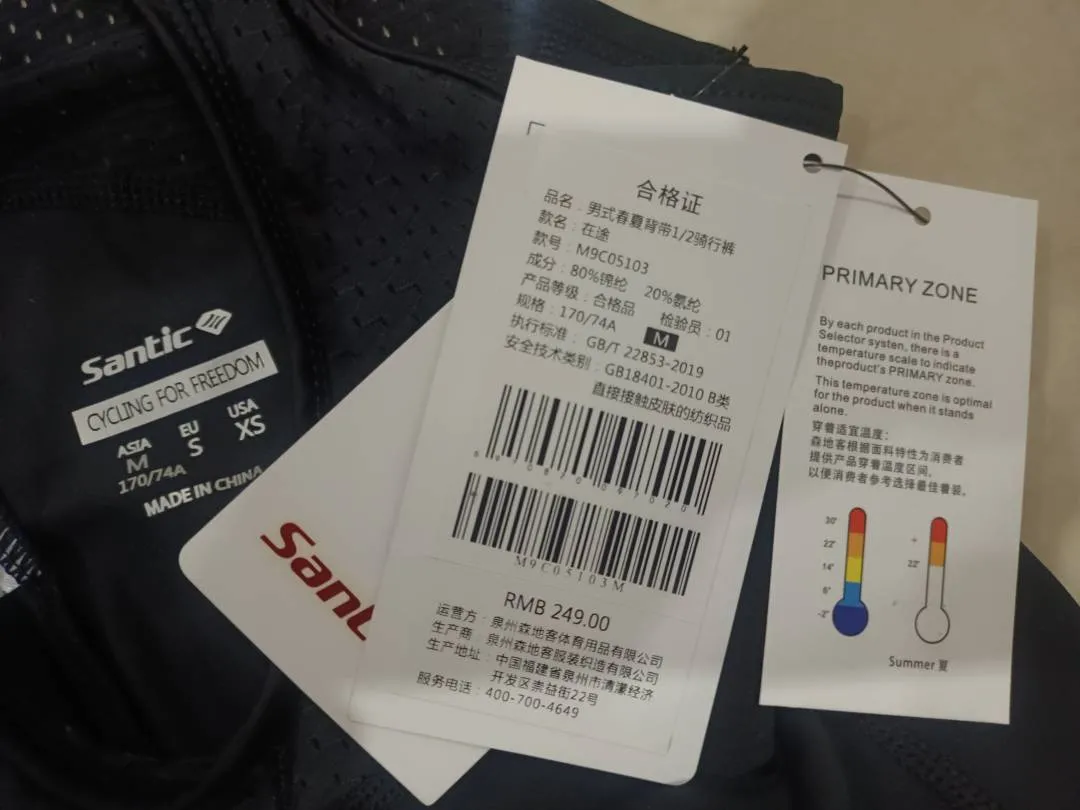 Santic
CYCLING FOR FREEDOM
ASIA EU USA
M S XS
170/74A
MADE IN CHINA
Santi
合格证
品名：男式春夏背带1/2骑行裤
款名：在途
款号：M9C05103
成分：80%锦纶 20%氨纶
产品等级：合格品 检验员：01
规格：170/74A M
执行标准：GB/T 22853-2019
安全技术类别：GB18401-2010 B类
直接接触皮肤的纺织品
M9C05103M
RMB 249.00
运营方：泉州森地客体育用品有限公司
生产商：泉州森地客服装织造有限公司
生产地址：中国福建省泉州市清濛经济
开发区崇益街22号
服务电话：400-700-4649
PRIMARY ZONE
By each product in the Product
Selector systen, there is a
temperature scale to indicate
theproduct's PRIMARY zone.
This temperature zone is optimal
for the product when it stands
alone.
穿着适宜温度：
森地客根据面料特性为消费者
提供产品穿着温度区间，
以便消费者参考选择最佳着装。
30°
22°
14°
6°
-2°
+
22°
Summer 夏